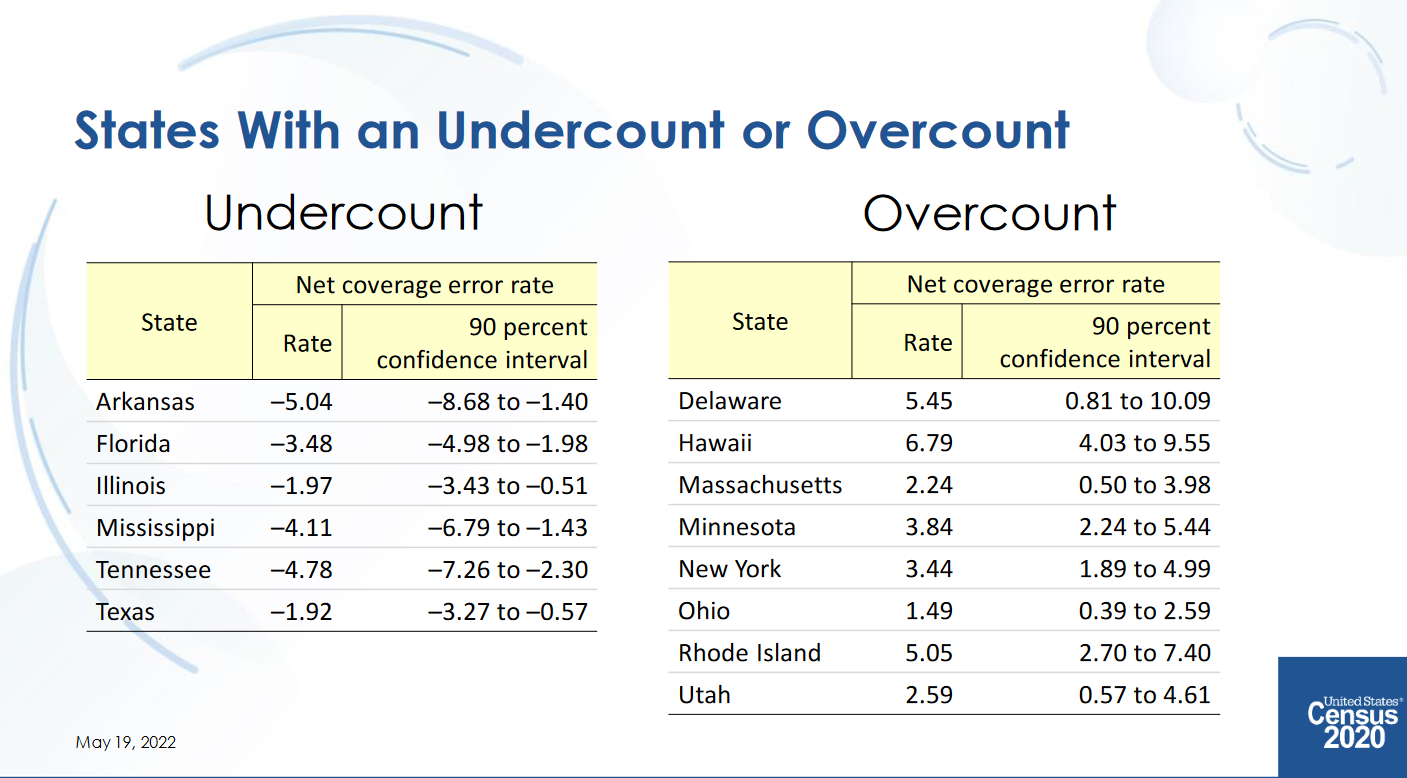 States With an Undercount or Overcount
Undercount
State
Net coverage error rate
Rate
90 percent
confidence interval
Arkansas –5.04 –8.68 to –1.40
Florida –3.48 –4.98 to –1.98
Illinois –1.97 –3.43 to –0.51
Mississippi –4.11 –6.79 to –1.43
Tennessee –4.78 –7.26 to –2.30
Texas –1.92 –3.27 to –0.57
Overcount
State
Net coverage error rate
Rate
90 percent
confidence interval
Delaware 5.45 0.81 to 10.09
Hawaii 6.79 4.03 to 9.55
Massachusetts 2.24 0.50 to 3.98
Minnesota 3.84 2.24 to 5.44
New York 3.44 1.89 to 4.99
Ohio 1.49 0.39 to 2.59
Rhode Island 5.05 2.70 to 7.40
Utah 2.59 0.57 to 4.61
May 19, 2022
United States®
Census
2020